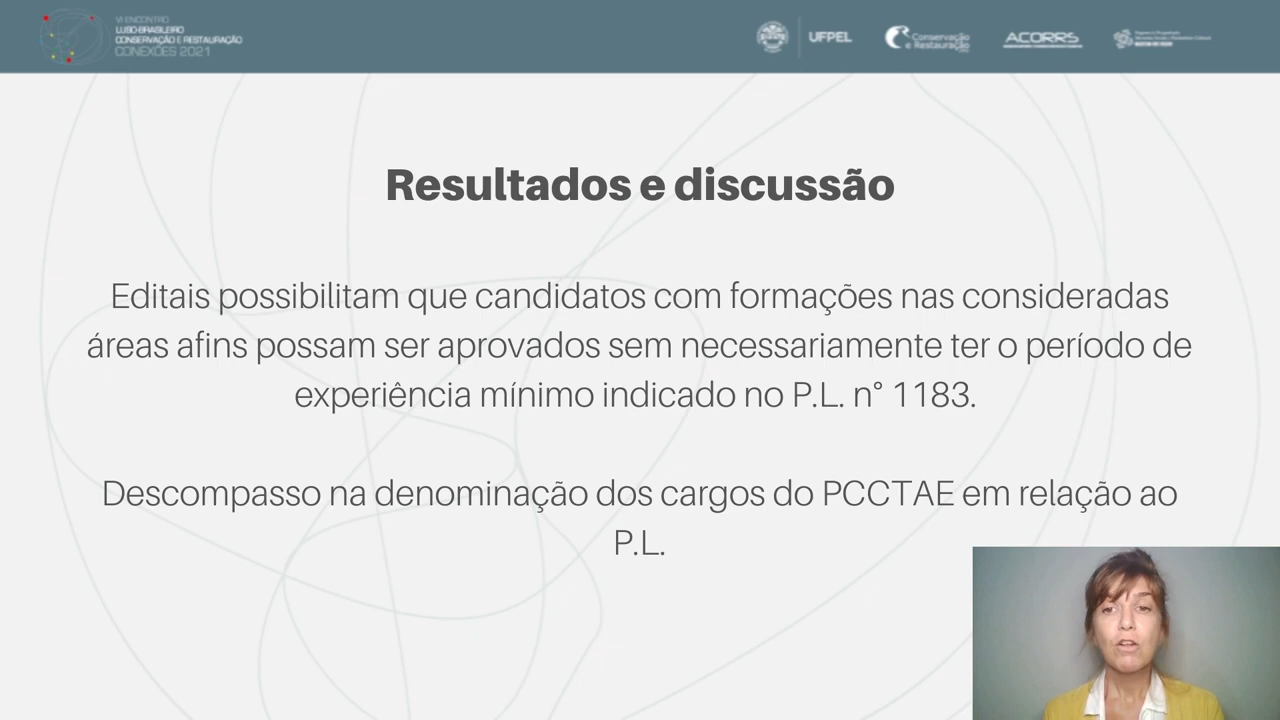 VI ENCONTRO
LUSO-BRASILEIRO
CONSERVAÇÃO E RESTAURAÇÃO
CONEXÕES 2021
UFPEL
Conservação
e Restauração
ACORRS
Resultados e discussão
Editais possibilitam que candidatos com formações nas consideradas
áreas afins possam ser aprovados sem necessariamente ter o período de
experiência mínimo indicado no P.L. n° 1183.
Descompasso na denominação dos cargos do PCCTAE em relação ao
P.L.